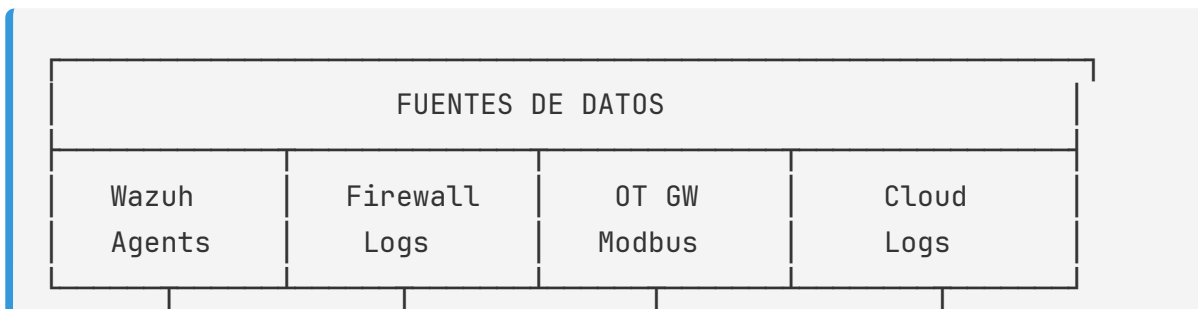 FUENTES DE DATOS
Wazuh Firewall OT GW Cloud
Agents Logs Modbus Logs